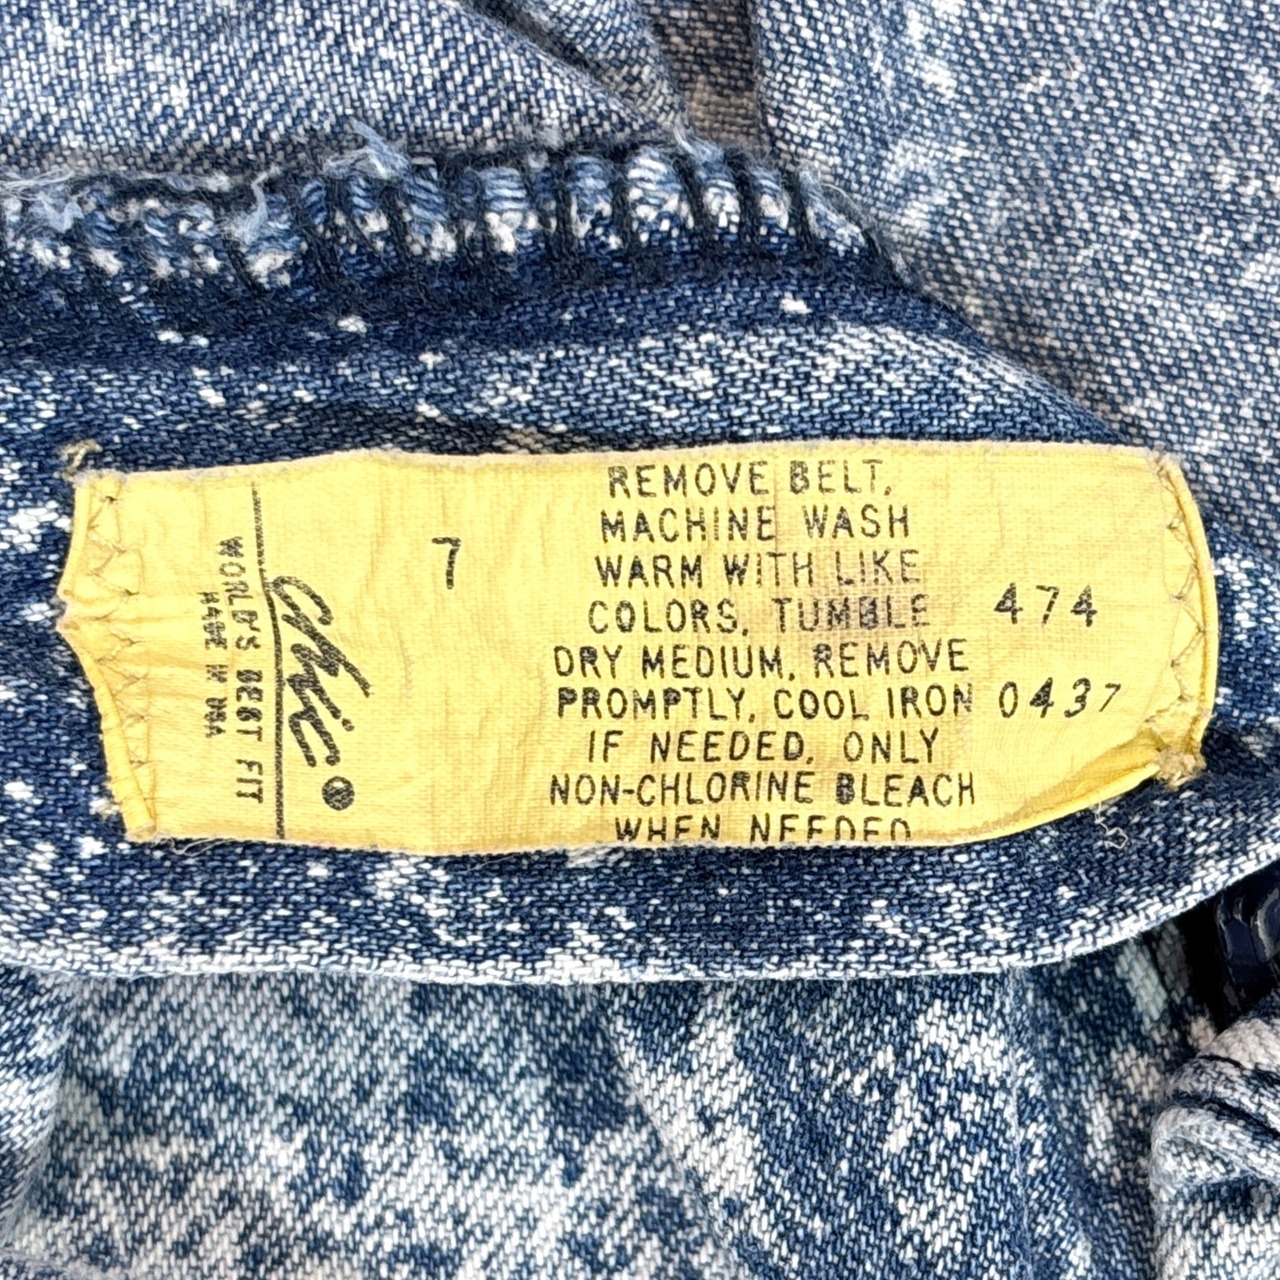 WORLD'S BEST FIT
MADE IN USA
Chic
7
REMOVE BELT,
MACHINE WASH
WARM WITH LIKE
COLORS, TUMBLE
DRY MEDIUM, REMOVE
PROMPTLY, COOL IRON
IF NEEDED, ONLY
NON-CHLORINE BLEACH
WHEN NEEDED
474
0437